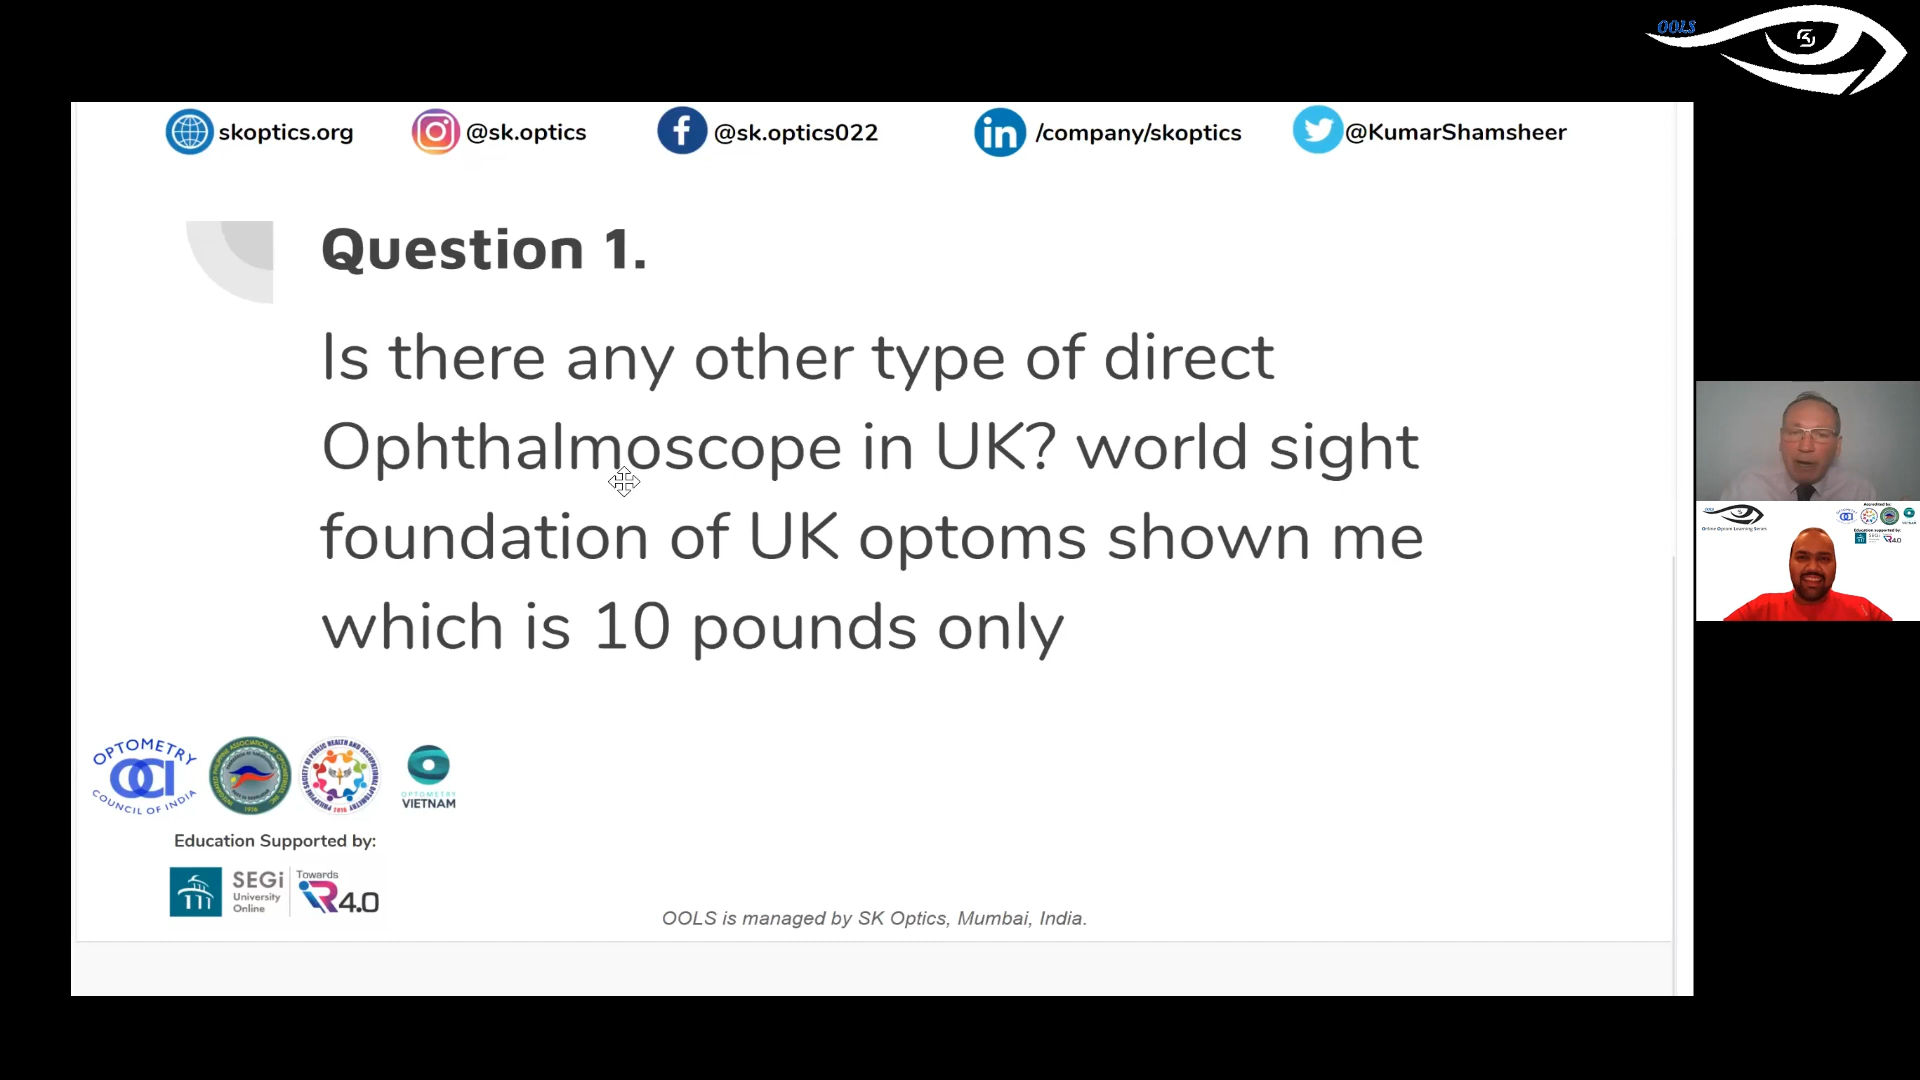 OOLS
skoptics.org @sk.optics @sk.optics022 /company/skoptics @KumarShamsheer
Question 1.
Is there any other type of direct
Ophthalmoscope in UK? world sight
foundation of UK optoms shown me
which is 10 pounds only
OPTOMETRY
OCI
COUNCIL OF INDIA
OPTOMETRY
VIETNAM
Education Supported by:
SEGi
University
Online
Towards
IR4.0
OOLS is managed by SK Optics, Mumbai, India.